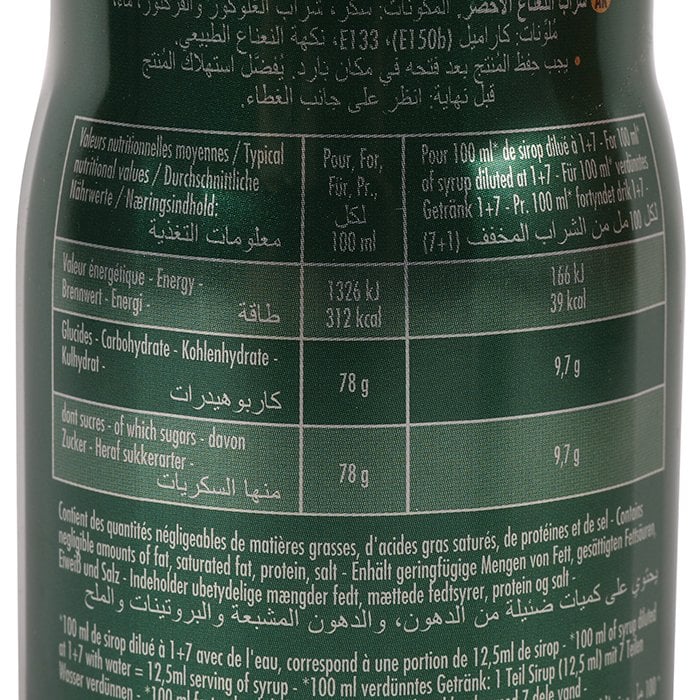 AR شراب النعناع الأخضر. المكونات: سكر، شراب الغلوكوز والفركتوز، ماء،
مُلوّنات: كاراميل (E150b)، E133، نكهة النعناع الطبيعي.
• يجب حفظ المنتج بعد فتحه في مكان بارد. يُفضّل استهلاك المُنتج
قبل نهاية: انظر على جانب الغطاء.
Valeurs nutritionnelles moyennes / Typical
nutritional values / Durchschnittliche
Nährwerte / Næringsindhold:
معلومات التغذية
Pour, For,
Für, Pr.,
لكل
100 ml
Pour 100 ml* de sirop dilué à 1+7 - For 100 ml*
of syrup diluted at 1+7 - Für 100 ml* verdünntes
Getränk 1+7 - Pr. 100 ml* fortyndet drik 1+7 -
لكل 100 مل من الشراب المخفف
(7+1)
Valeur énergétique - Energy -
Brennwert - Energi -
طاقة
1326 kJ
312 kcal
166 kJ
39 kcal
Glucides - Carbohydrate - Kohlenhydrate -
Kulhydrat -
كاربوهيدرات
78 g
9,7 g
dont sucres - of which sugars - davon
Zucker - Heraf sukkerarter -
منها السكريات
78 g
9,7 g
Contient des quantités négligeables de matières grasses, d'acides gras saturés, de protéines et de sel - Contains
negligible amounts of fat, saturated fat, protein, salt - Enhält geringfügige Mengen von Fett, gesättigten Fettsäuren,
Eiweiß und Salz - Indeholder ubetydelige mængder fedt, mættede fedtsyrer, protein og salt -
يحتوي على كميات ضئيلة من الدهون، والدهون المشبعة والبروتينات والملح
*100 ml de sirop dilué à 1+7 avec de l'eau, correspond à une portion de 12,5ml de sirop - *100 ml of syrup diluted
at 1+7 with water = 12,5ml serving of syrup - *100 ml verdünntes Getränk: 1 Teil Sirup (12,5 ml) mit 7 Teilen
Wasser verdünnen - *100 ml